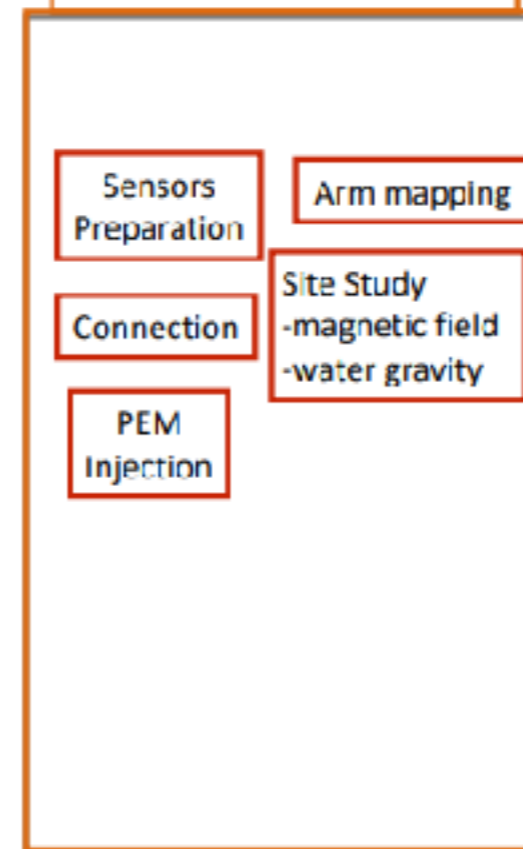 Sensors
Preparation
Arm mapping
Connection
Site Study
-magnetic field
-water gravity
PEM
Injection